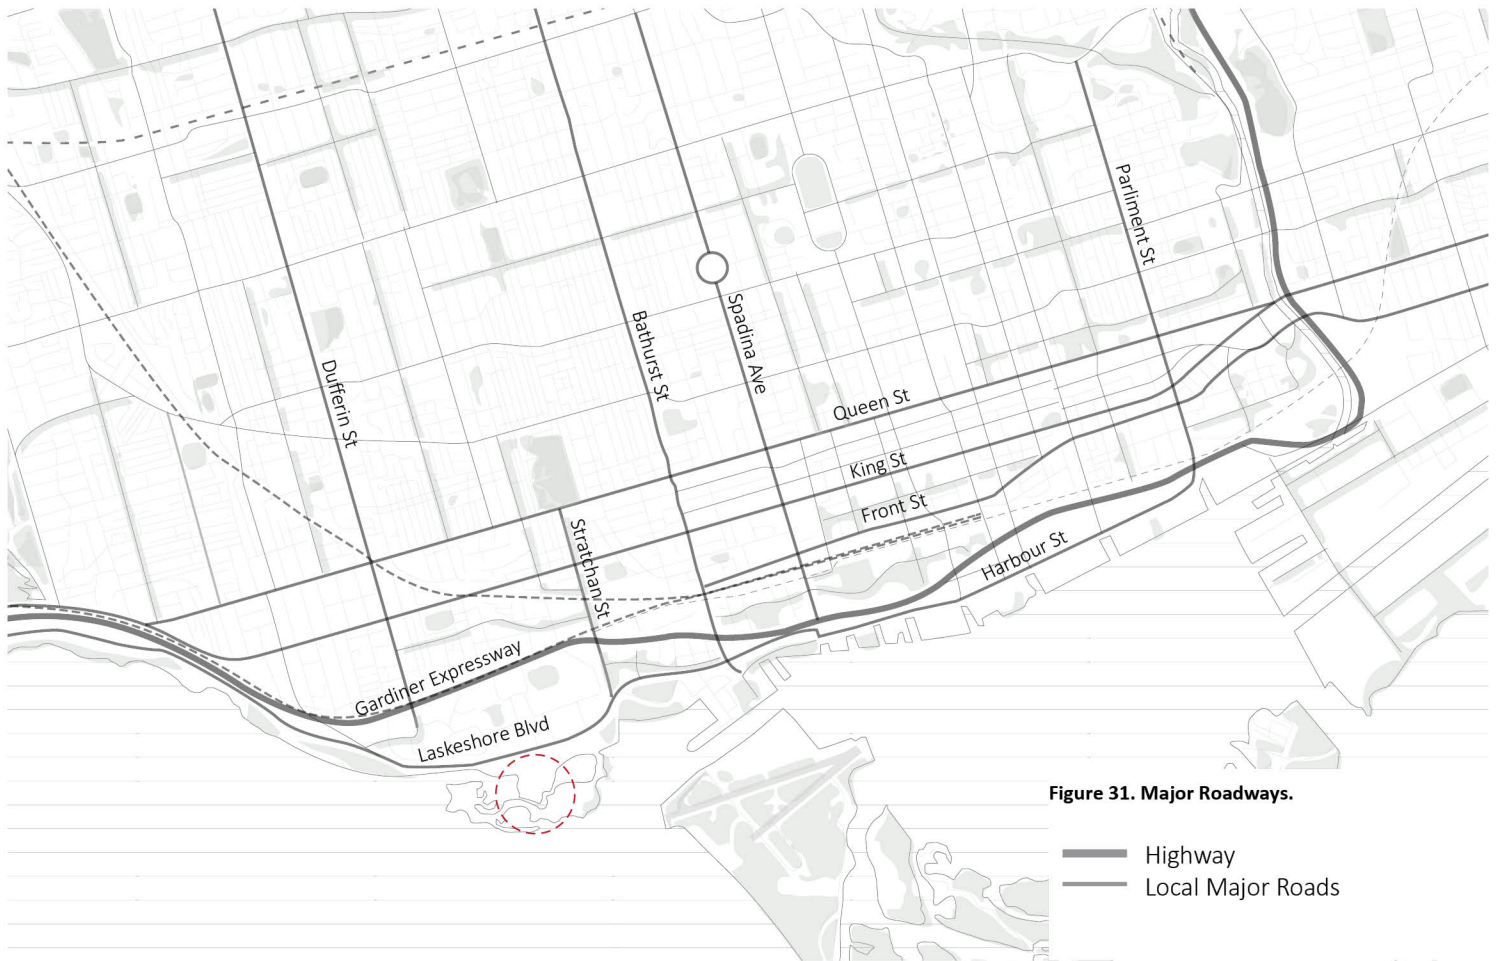 Parliment St
Spadina Ave
Bathurst St
Dufferin St
Queen St
King St
Front St
Stratchan St
Harbour St
Gardiner Expressway
Laskeshore Blvd
Figure 31. Major Roadways.
Highway
Local Major Roads